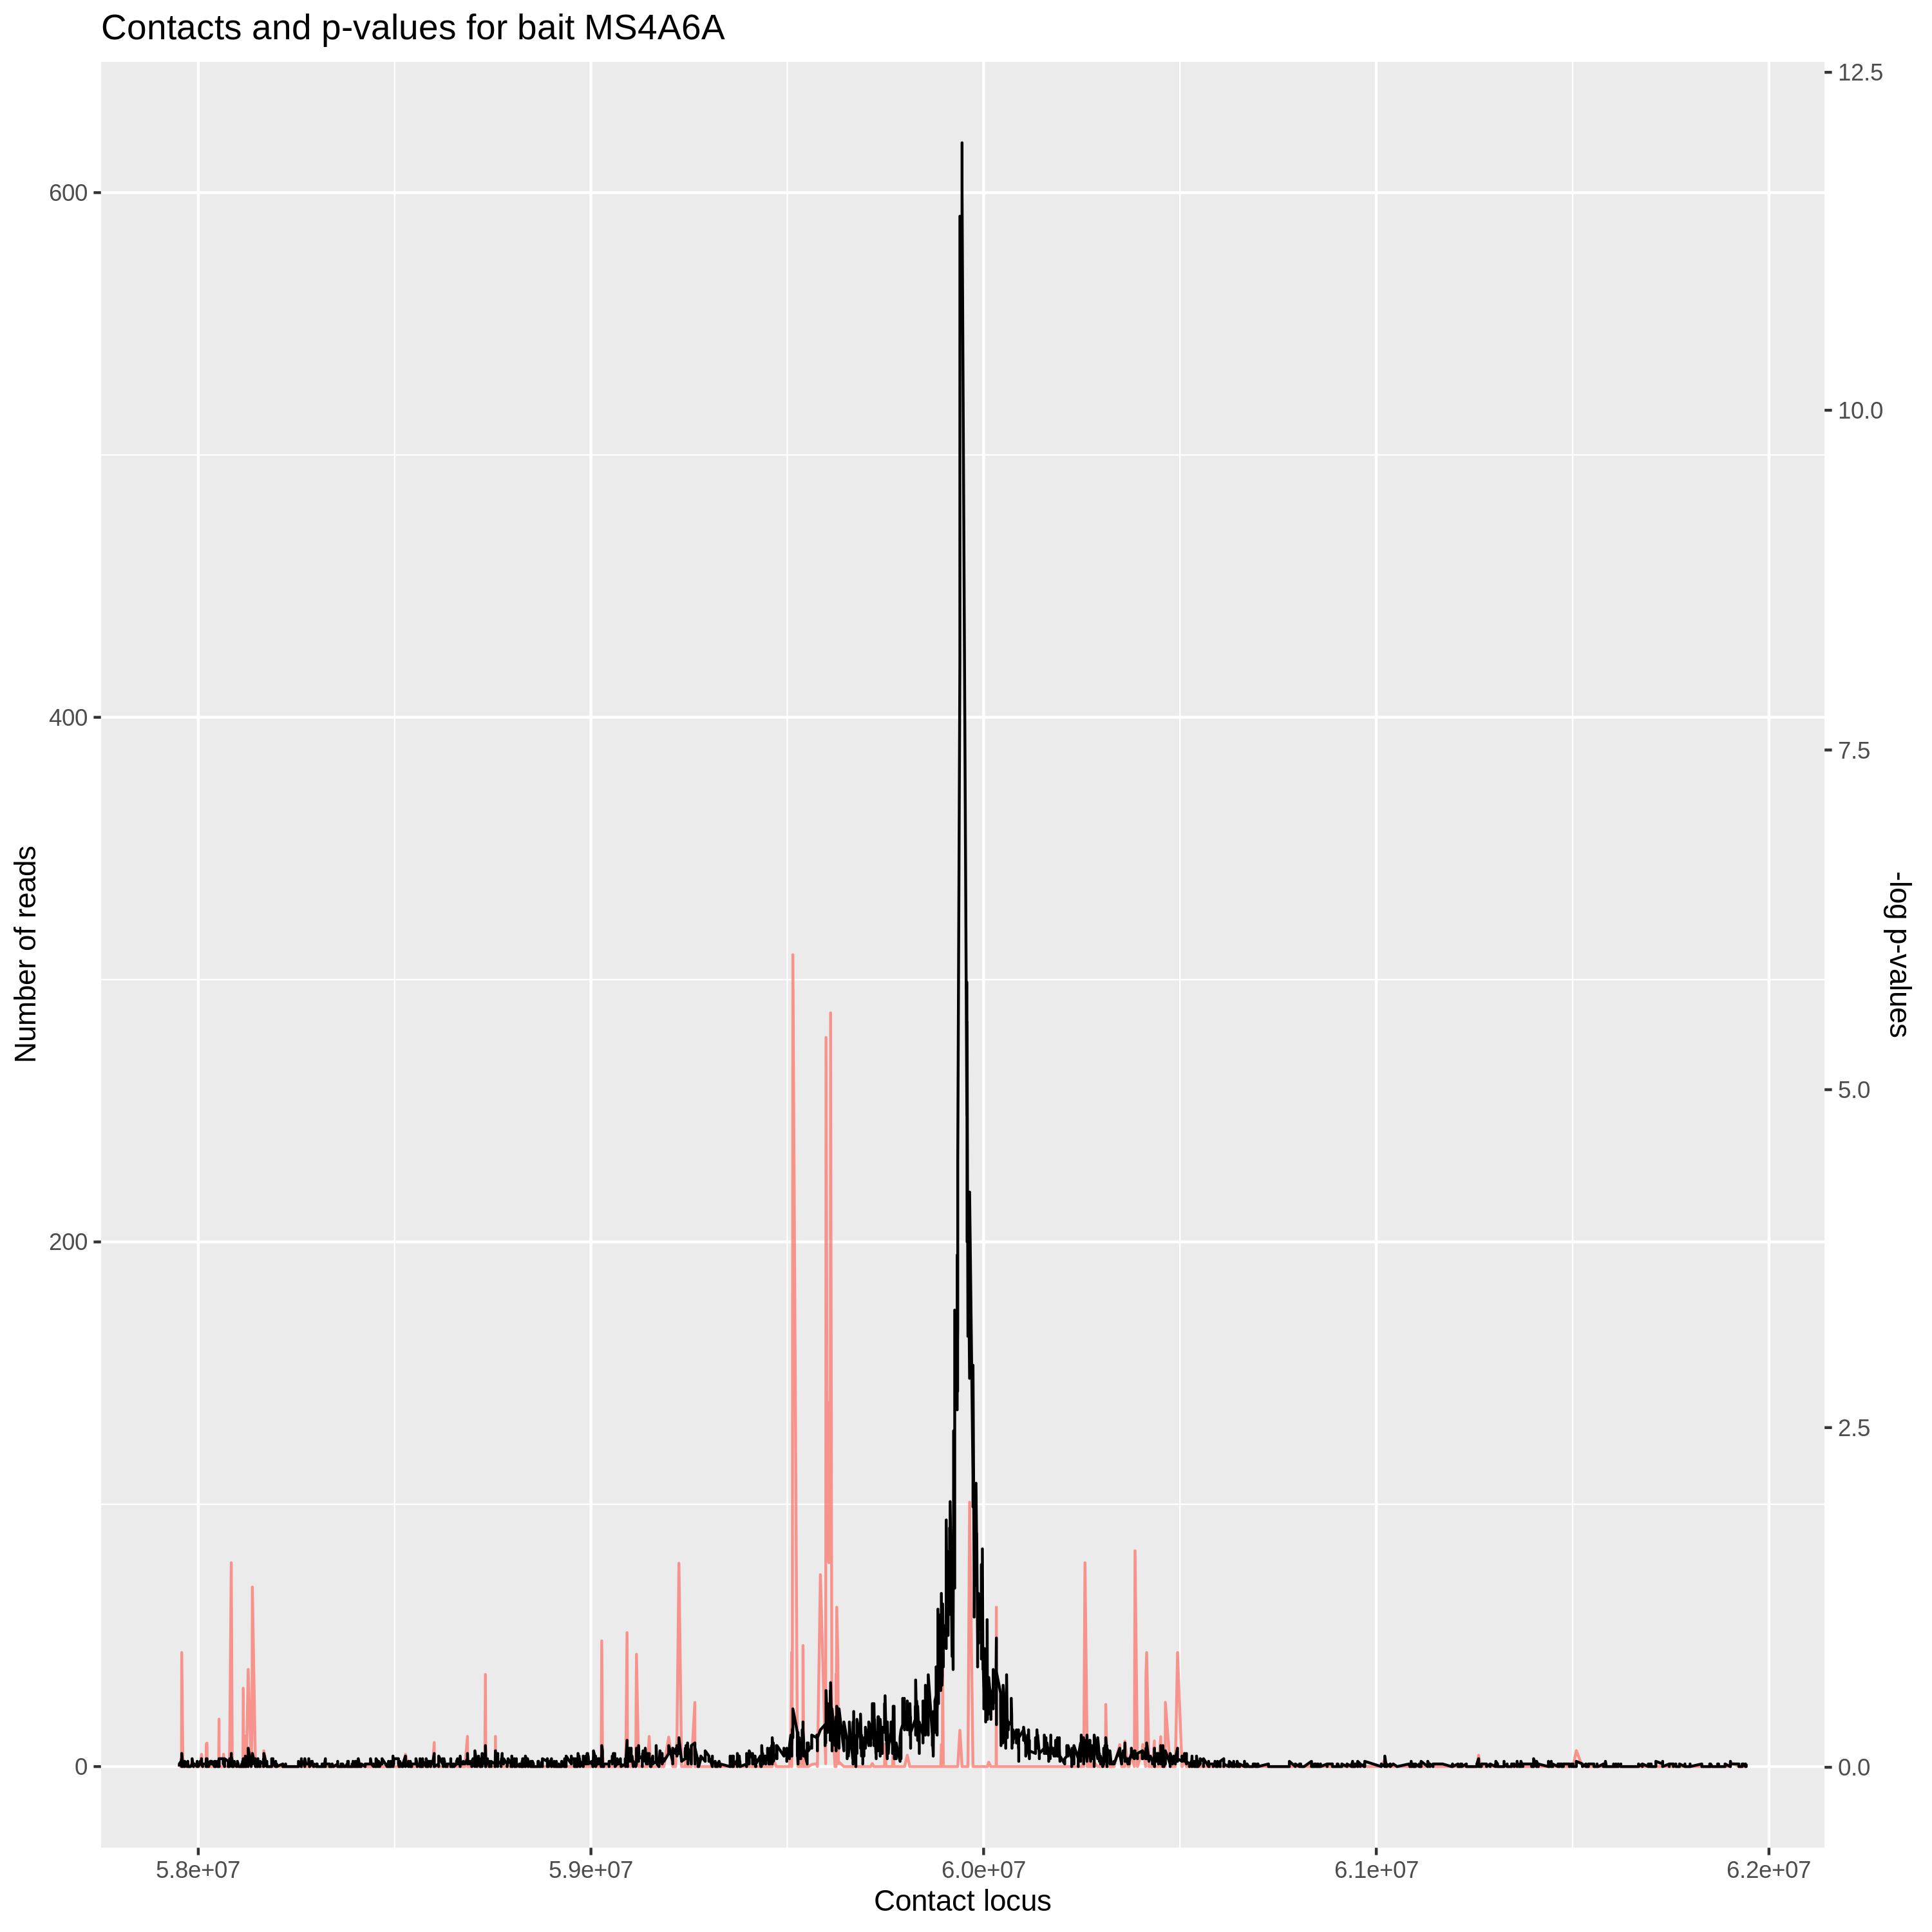 Contacts and p-values for bait MS4A6A
12.5
600
10.0
400
7.5
Number of reads
-log p-values
5.0
200
2.5
0
0.0
5.8e+07
5.9e+07
6.0e+07
6.1e+07
6.2e+07
Contact locus